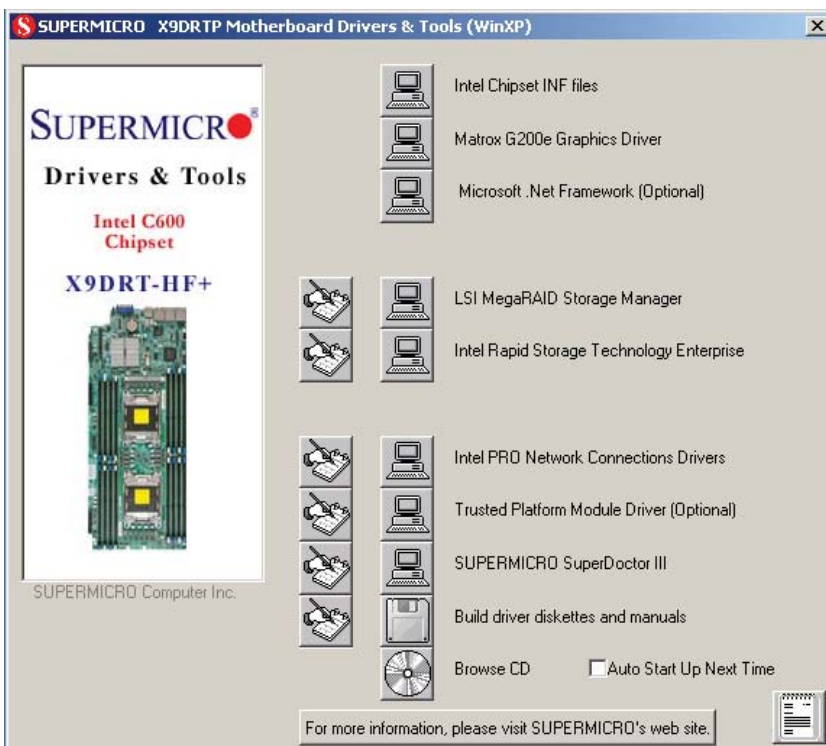 SUPERMICRO X9DRTP Motherboard Drivers & Tools (WinXP)
SUPERMICRO®
Drivers & Tools
Intel C600
Chipset
X9DRT-HF+
SUPERMICRO Computer Inc.
Intel Chipset INF files
Matrox G200e Graphics Driver
Microsoft .Net Framework (Optional)
LSI MegaRAID Storage Manager
Intel Rapid Storage Technology Enterprise
Intel PRO Network Connections Drivers
Trusted Platform Module Driver (Optional)
SUPERMICRO SuperDoctor III
Build driver diskettes and manuals
Browse CD Auto Start Up Next Time
For more information, please visit SUPERMICRO's web site.